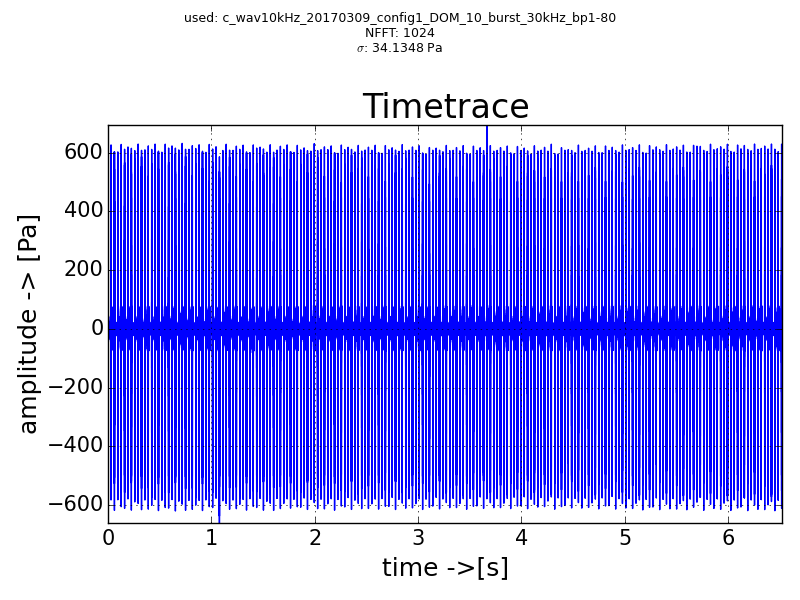 used: c_wav10kHz_20170309_config1_DOM_10_burst_30kHz_bp1-80
NFFT: 1024
σ: 34.1348 Pa
Timetrace
amplitude -> [Pa]
600
400
200
0
−200
−400
−600
0 1 2 3 4 5 6
time ->[s]